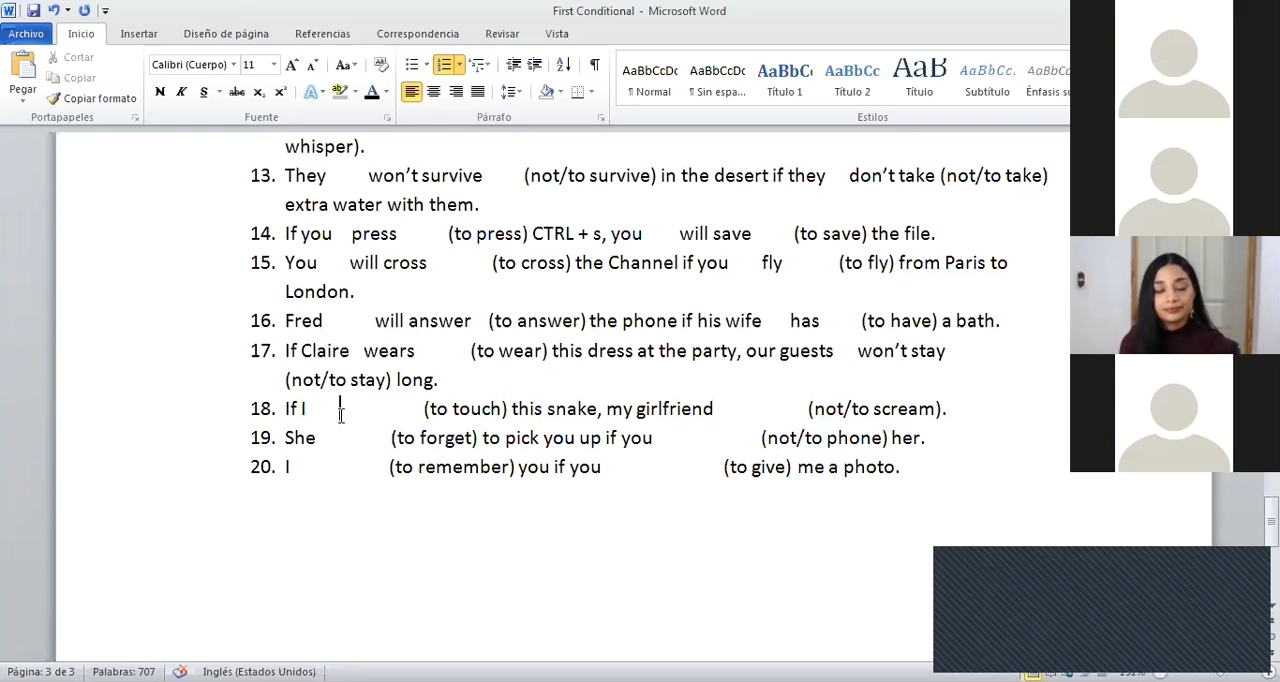 First Conditional - Microsoft Word
Archivo Inicio Insertar Diseño de página Referencias Correspondencia Revisar Vista
Pegar Cortar
Copiar
Copiar formato
Calibri (Cuerpo) 11
AaBbCcDc AaBbCcDc AaBbC AaBbCc AaB AaBbCc AaBbCc
¶ Normal ¶ Sin espa... Título 1 Título 2 Título Subtítulo Énfasis
Portapapeles Fuente Párrafo Estilos
whisper).
13. They won’t survive (not/to survive) in the desert if they don’t take (not/to take)
extra water with them.
14. If you press (to press) CTRL + s, you will save (to save) the file.
15. You will cross (to cross) the Channel if you fly (to fly) from Paris to
London.
16. Fred will answer (to answer) the phone if his wife has (to have) a bath.
17. If Claire wears (to wear) this dress at the party, our guests won’t stay
(not/to stay) long.
18. If I (to touch) this snake, my girlfriend (not/to scream).
19. She (to forget) to pick you up if you (not/to phone) her.
20. I (to remember) you if you (to give) me a photo.
Página: 3 de 3 Palabras: 707 Inglés (Estados Unidos)